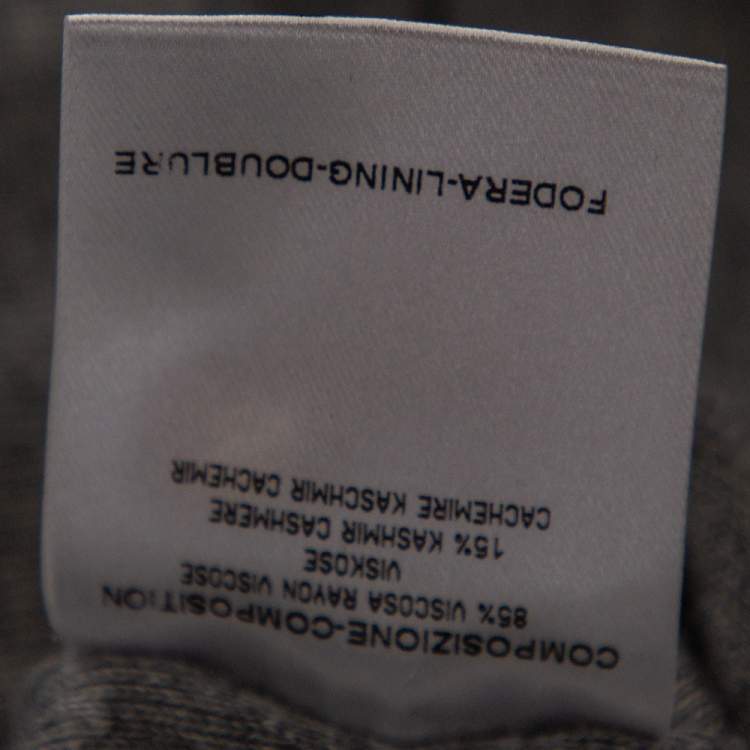 COMPOSIZIONE-COMPOSITION
85% VISCOSA RAYON VISCOSE
VISKOSE
15% KASHMIR CASHMERE
CACHEMIRE KASCHMIR CACHEMIR
FODERA-LINING-DOUBLURE